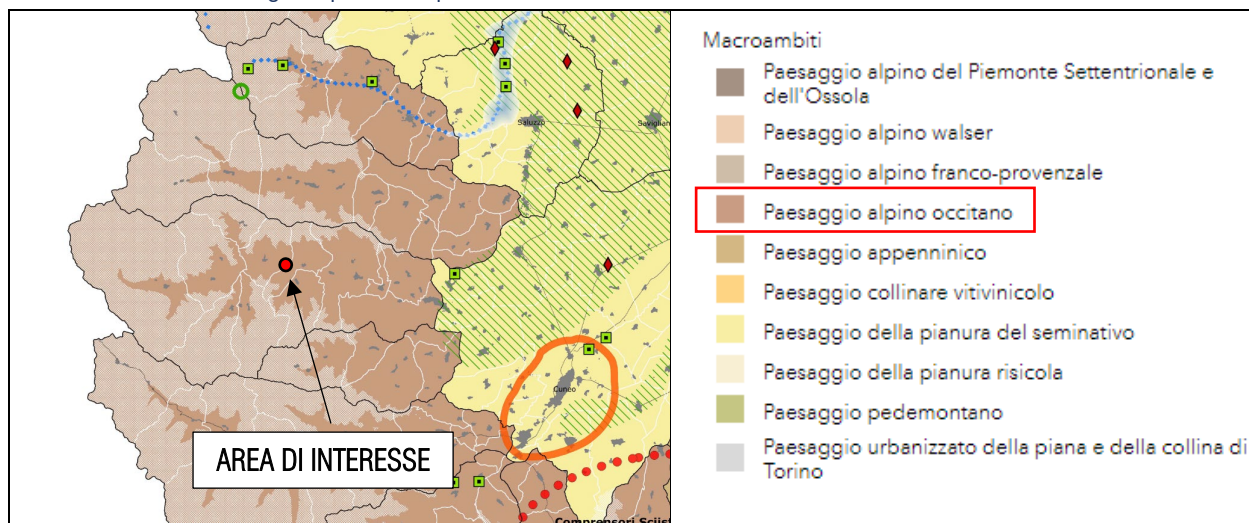 Saluzzo
Saviglian
Cuneo
AREA DI INTERESSE
Comprensori Sciist
Macroambiti
Paesaggio alpino del Piemonte Settentrionale e
dell'Ossola
Paesaggio alpino walser
Paesaggio alpino franco-provenzale
Paesaggio alpino occitano
Paesaggio appenninico
Paesaggio collinare vitivinicolo
Paesaggio della pianura del seminativo
Paesaggio della pianura risicola
Paesaggio pedemontano
Paesaggio urbanizzato della piana e della collina di
Torino